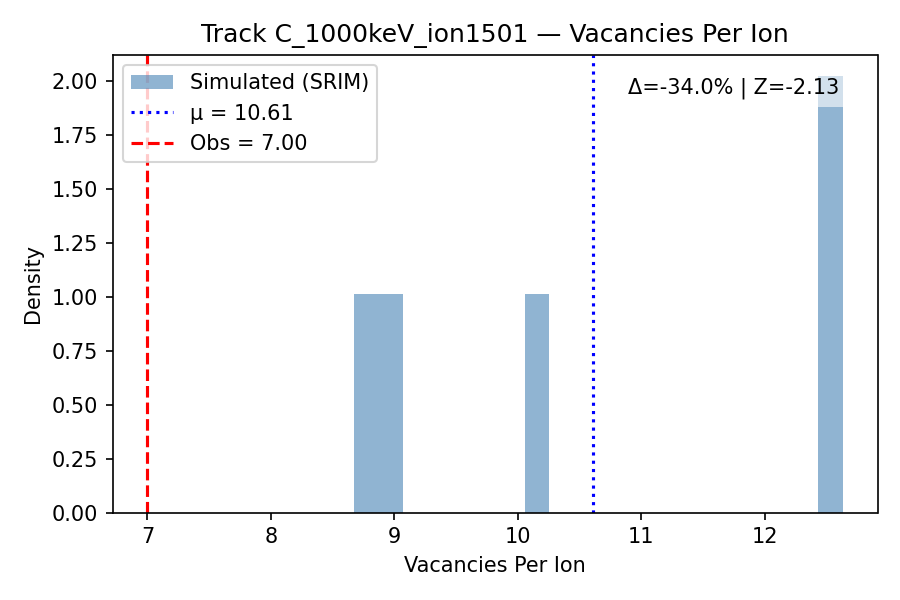 Track C_1000keV_ion1501 — Vacancies Per Ion
Simulated (SRIM)
μ = 10.61
Obs = 7.00
Δ=-34.0% | Z=-2.13
Density
2.00
1.75
1.50
1.25
1.00
0.75
0.50
0.25
0.00
7 8 9 10 11 12
Vacancies Per Ion